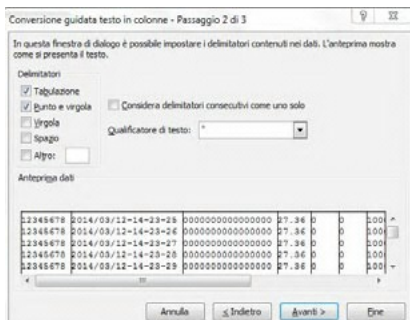 Conversione guidata testo in colonne - Passaggio 2 di 3
In questa finestra di dialogo è possibile impostare i delimitatori contenuti nei dati. L'anteprima mostra
come si presenta il testo.
Delimitatori
Tabulazione
Punto e virgola
Virgola
Spazio
Altro:
Considera delimitatori consecutivi come uno solo
Qualificatore di testo: "
Anteprima dati
12345678 2014/03/12-14-23-25 0000000000000000 27.36 0 0 100
12345678 2014/03/12-14-23-26 0000000000000000 27.36 0 0 100
12345678 2014/03/12-14-23-27 0000000000000000 27.36 0 0 100
12345678 2014/03/12-14-23-28 0000000000000000 27.36 0 0 100
12345678 2014/03/12-14-23-29 0000000000000000 27.36 0 0 100
Annulla < Indietro Avanti > Fine